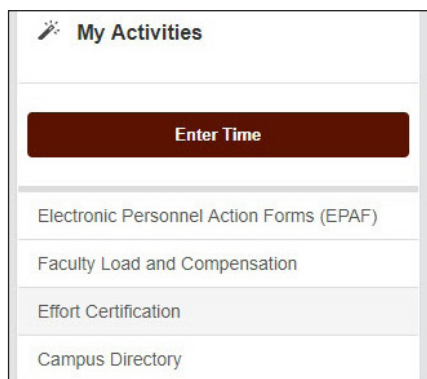 My Activities
Enter Time
Electronic Personnel Action Forms (EPAF)
Faculty Load and Compensation
Effort Certification
Campus Directory